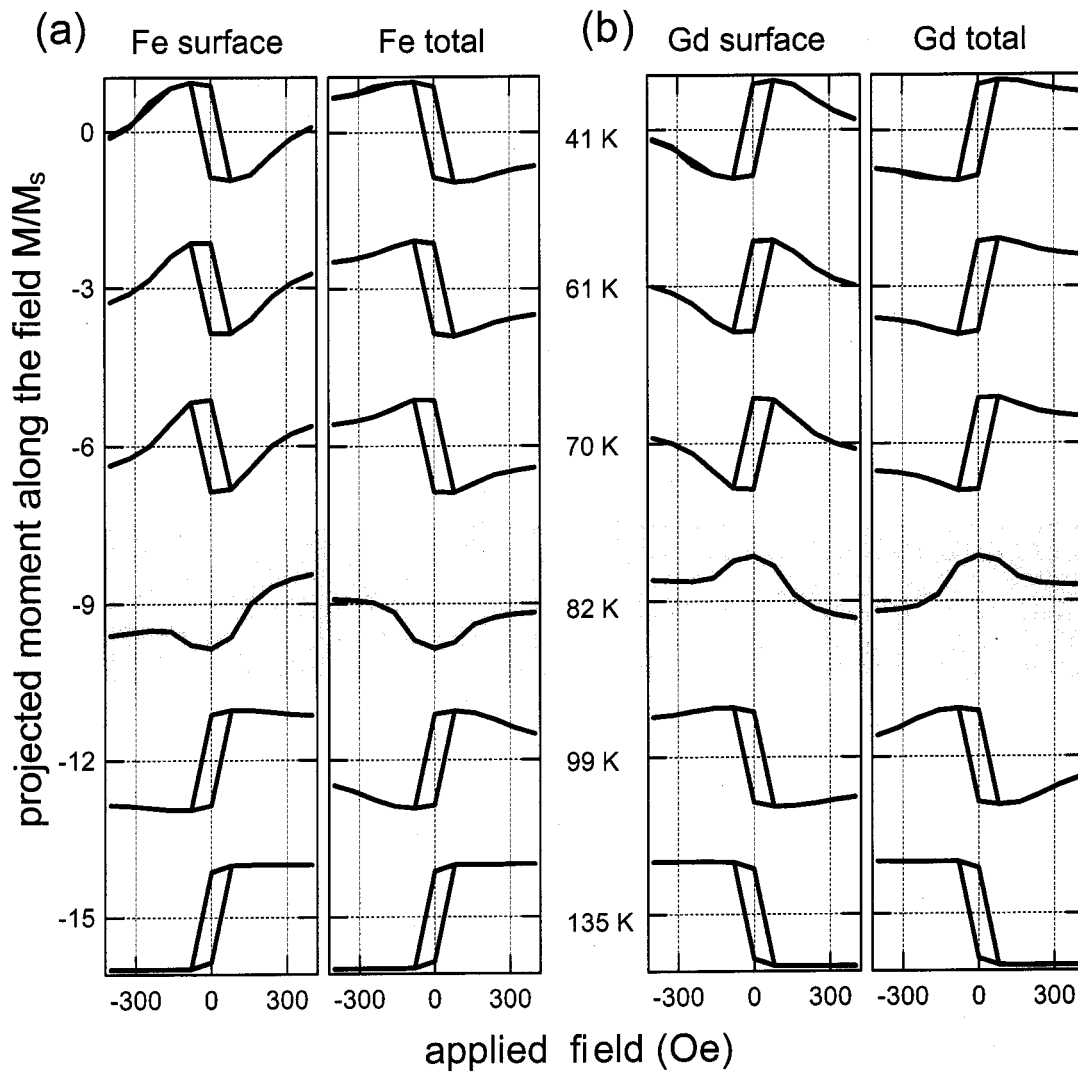 (a)
Fe surface
Fe total
(b)
Gd surface
Gd total
projected moment along the field M/Ms
0
-3
-6
-9
-12
-15
41 K
61 K
70 K
82 K
99 K
135 K
-300 0 300
-300 0 300
-300 0 300
-300 0 300
applied field (Oe)